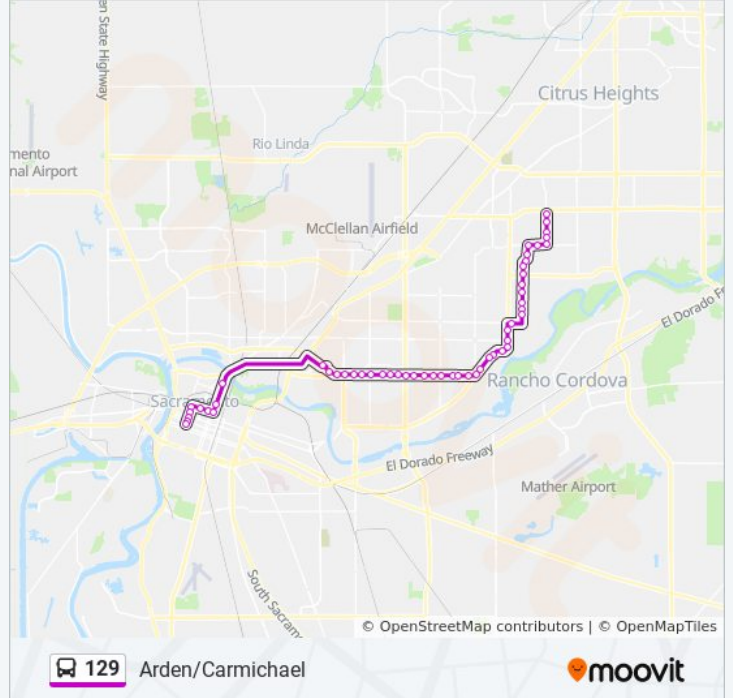 en State Highway
Citrus Heights
Rio Linda
mento
nal Airport
McClellan Airfield
El Dorado Fr
Rancho Cordova
Sacramento
El Dorado Freeway
Mather Airport
South Sacram
© OpenStreetMap contributors | © OpenMapTiles
129 Arden/Carmichael
moovit